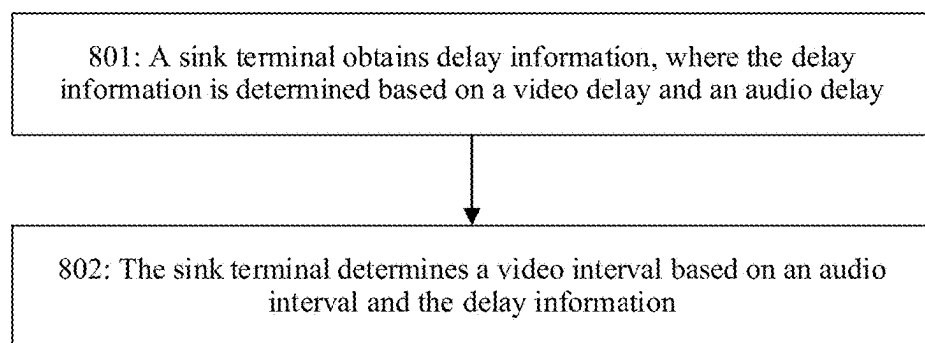 801: A sink terminal obtains delay information, where the delay
information is determined based on a video delay and an audio delay
802: The sink terminal determines a video interval based on an audio
interval and the delay information